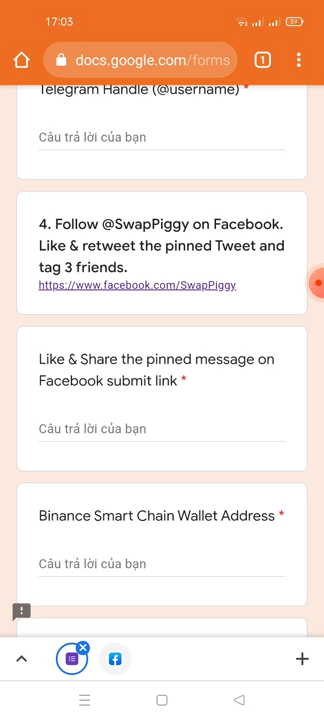 17:03
59
docs.google.com/forms
1
Telegram Handle (@username) *
Câu trả lời của bạn
4. Follow @SwapPiggy on Facebook.
Like & retweet the pinned Tweet and
tag 3 friends.
https://www.facebook.com/SwapPiggy
Like & Share the pinned message on
Facebook submit link *
Câu trả lời của bạn
Binance Smart Chain Wallet Address *
Câu trả lời của bạn